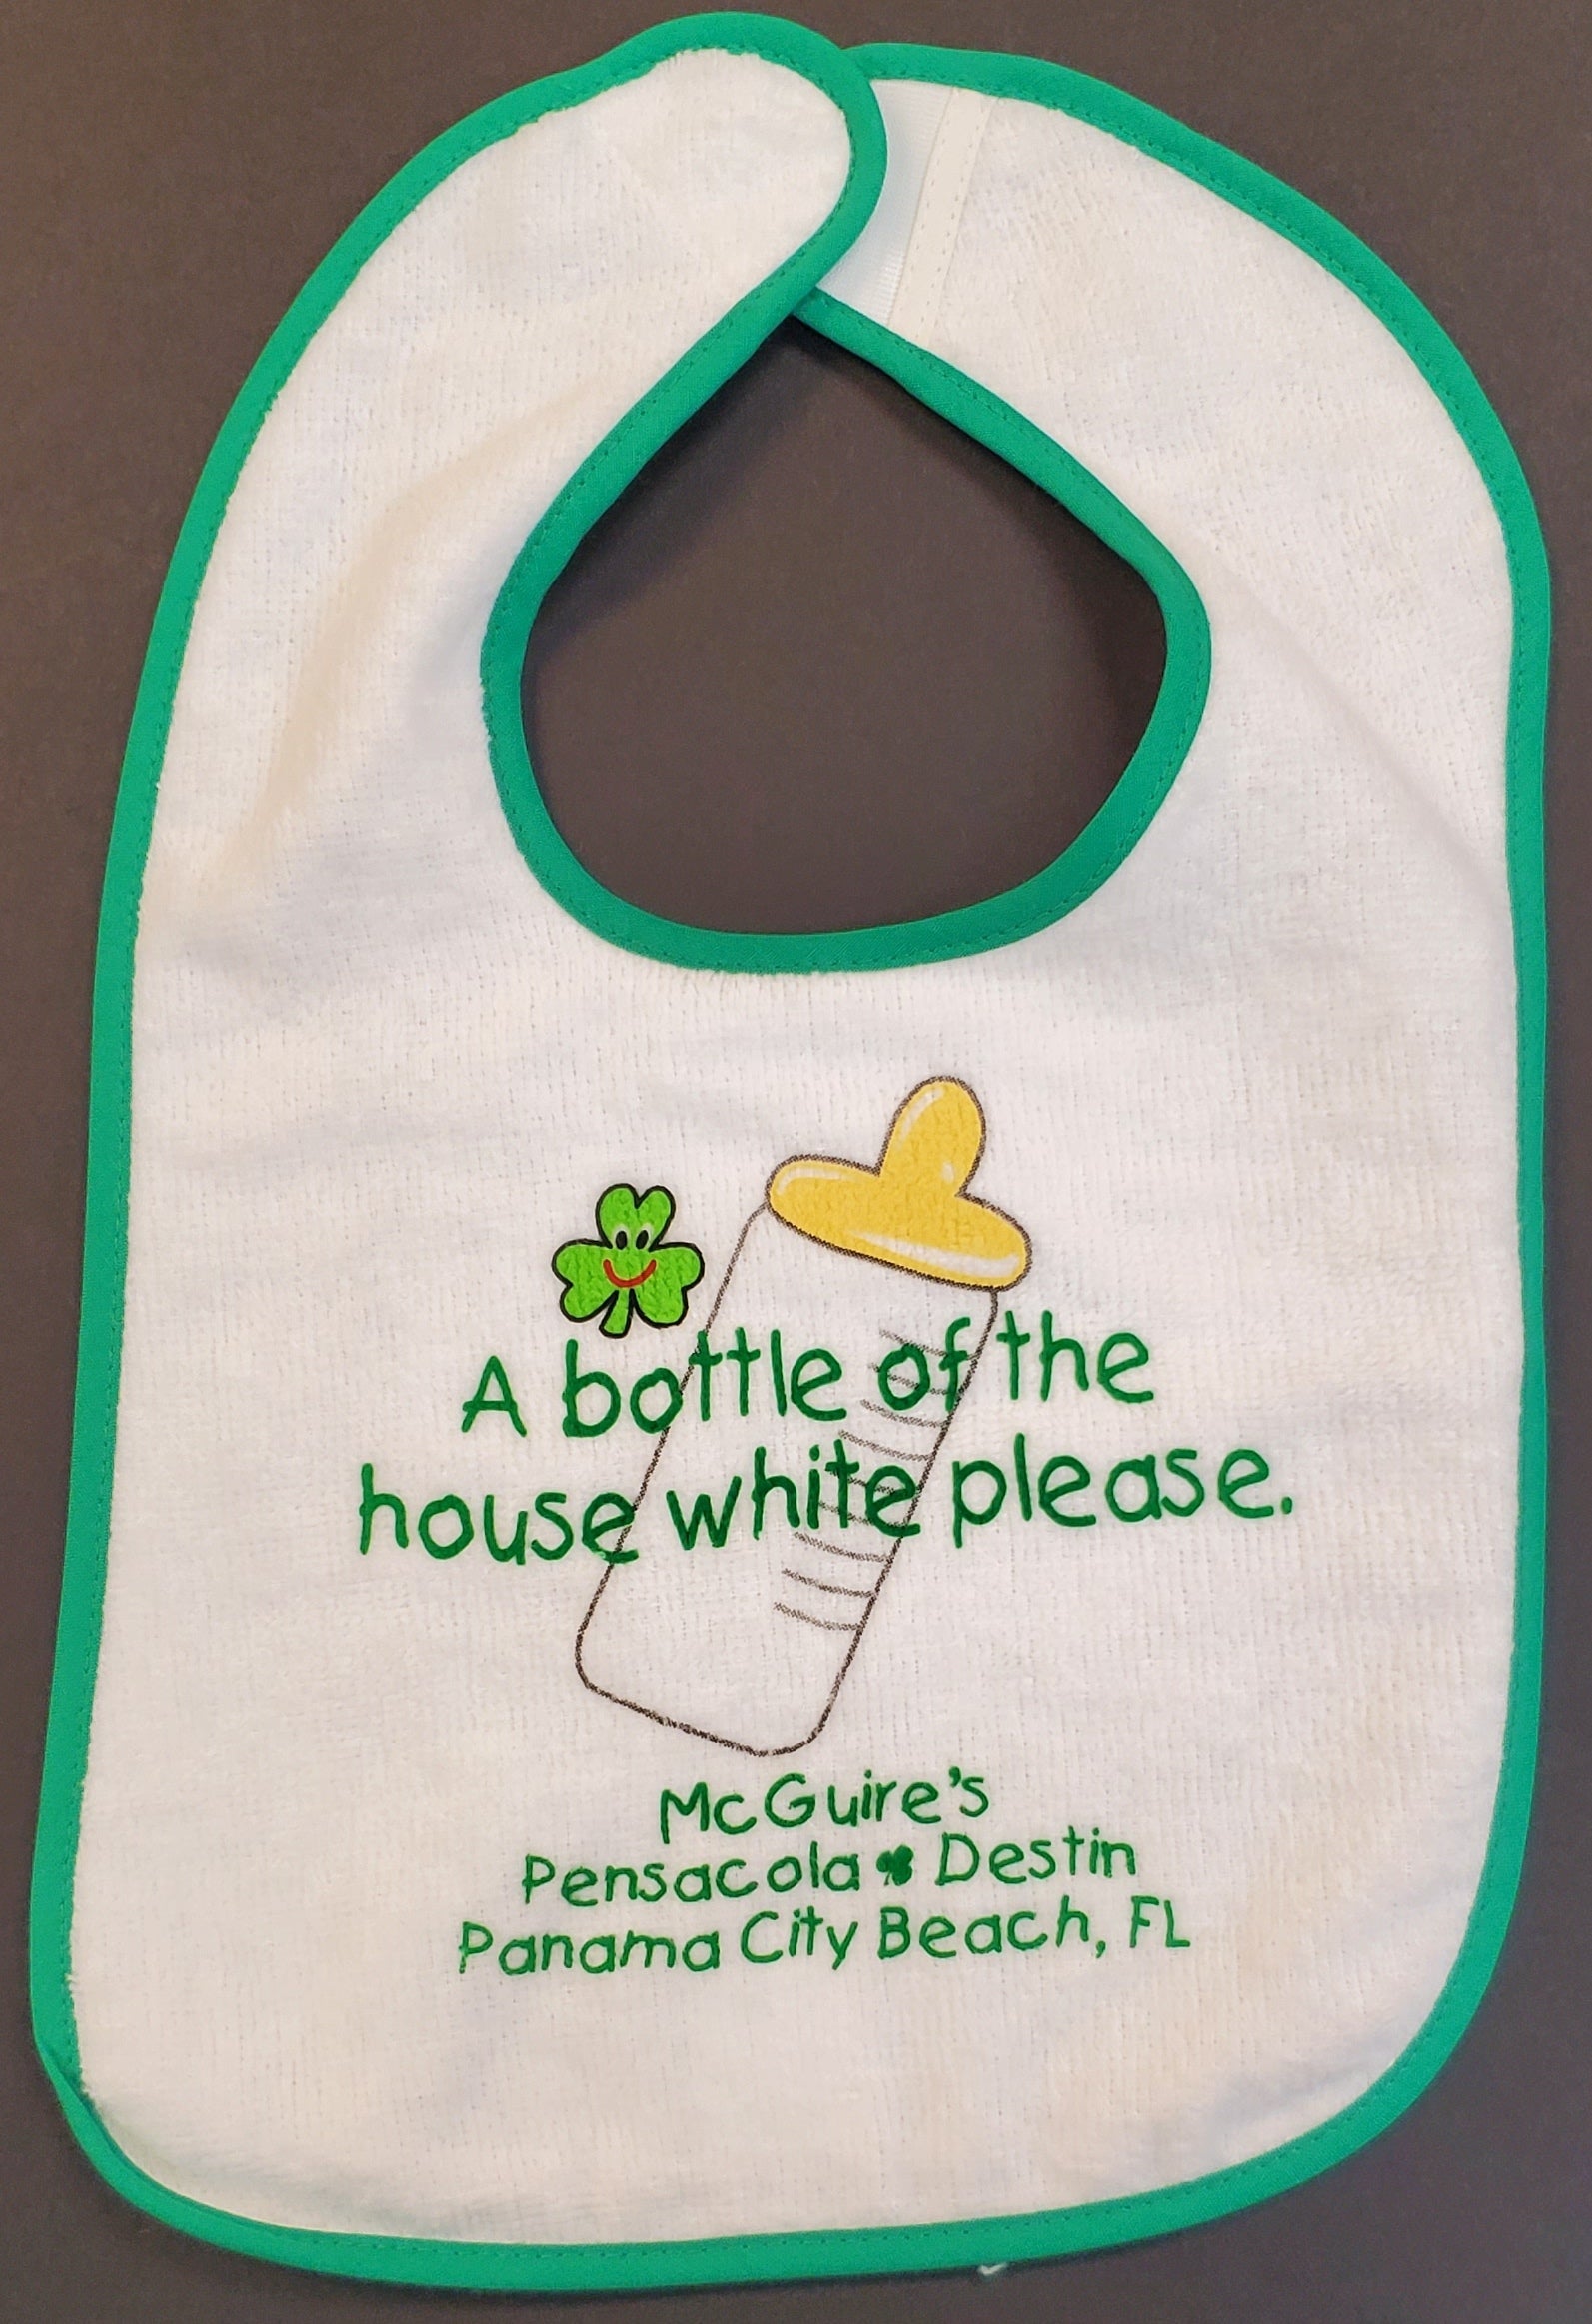 A bottle of the
house white please.
McGuire's
Pensacola ☘ Destin
Panama City Beach, FL